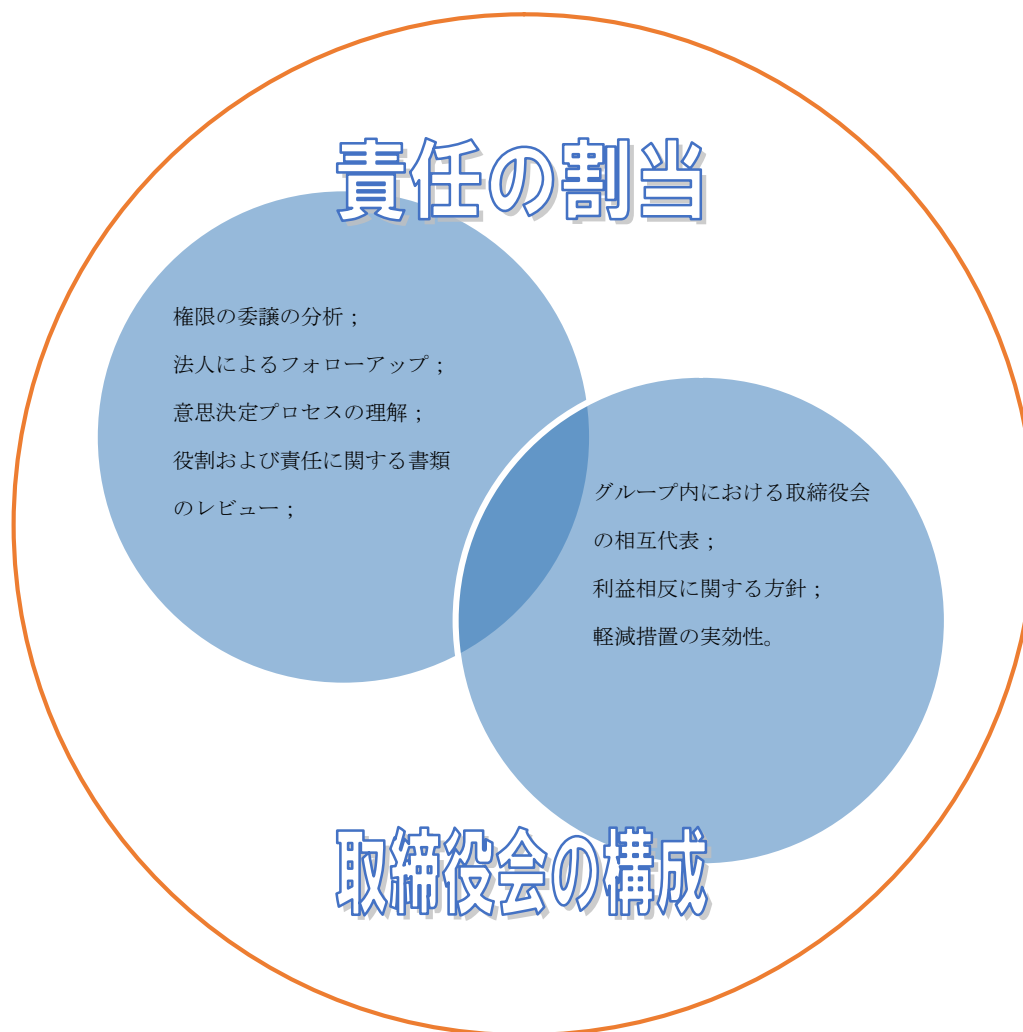 責任の割当
権限の委譲の分析；
法人によるフォローアップ；
意思決定プロセスの理解；
役割および責任に関する書類
のレビュー；
グループ内における取締役会
の相互代表；
利益相反に関する方針；
軽減措置の実効性。
取締役会の構成